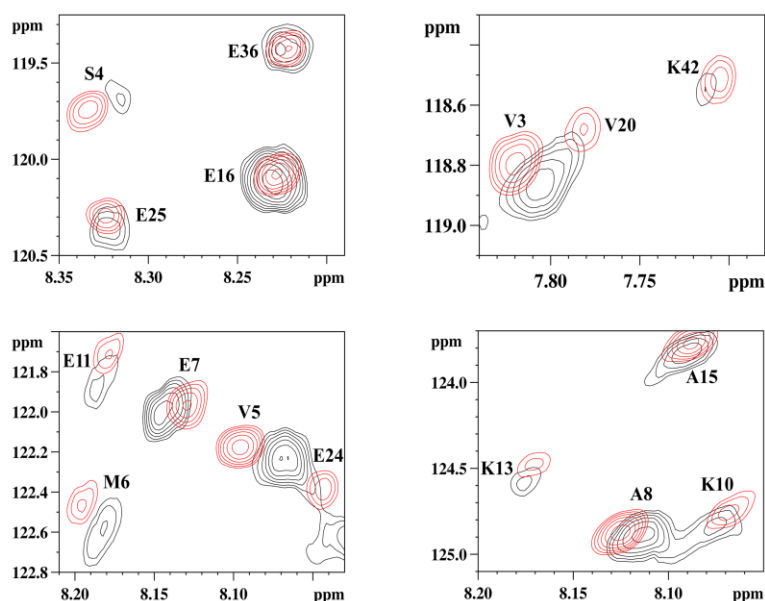 ppm
119.5
S4
E36
120.0
E16
E25
120.5
8.35
8.30
8.25
ppm
ppm
K42
118.6
V3
V20
118.8
119.0
7.80
7.75
ppm
ppm
E11
E7
121.8
122.0
V5
122.2
E24
M6
122.4
122.6
122.8
8.20
8.15
8.10
ppm
ppm
124.0
A15
K13
124.5
A8
K10
125.0
8.20
8.15
8.10
ppm